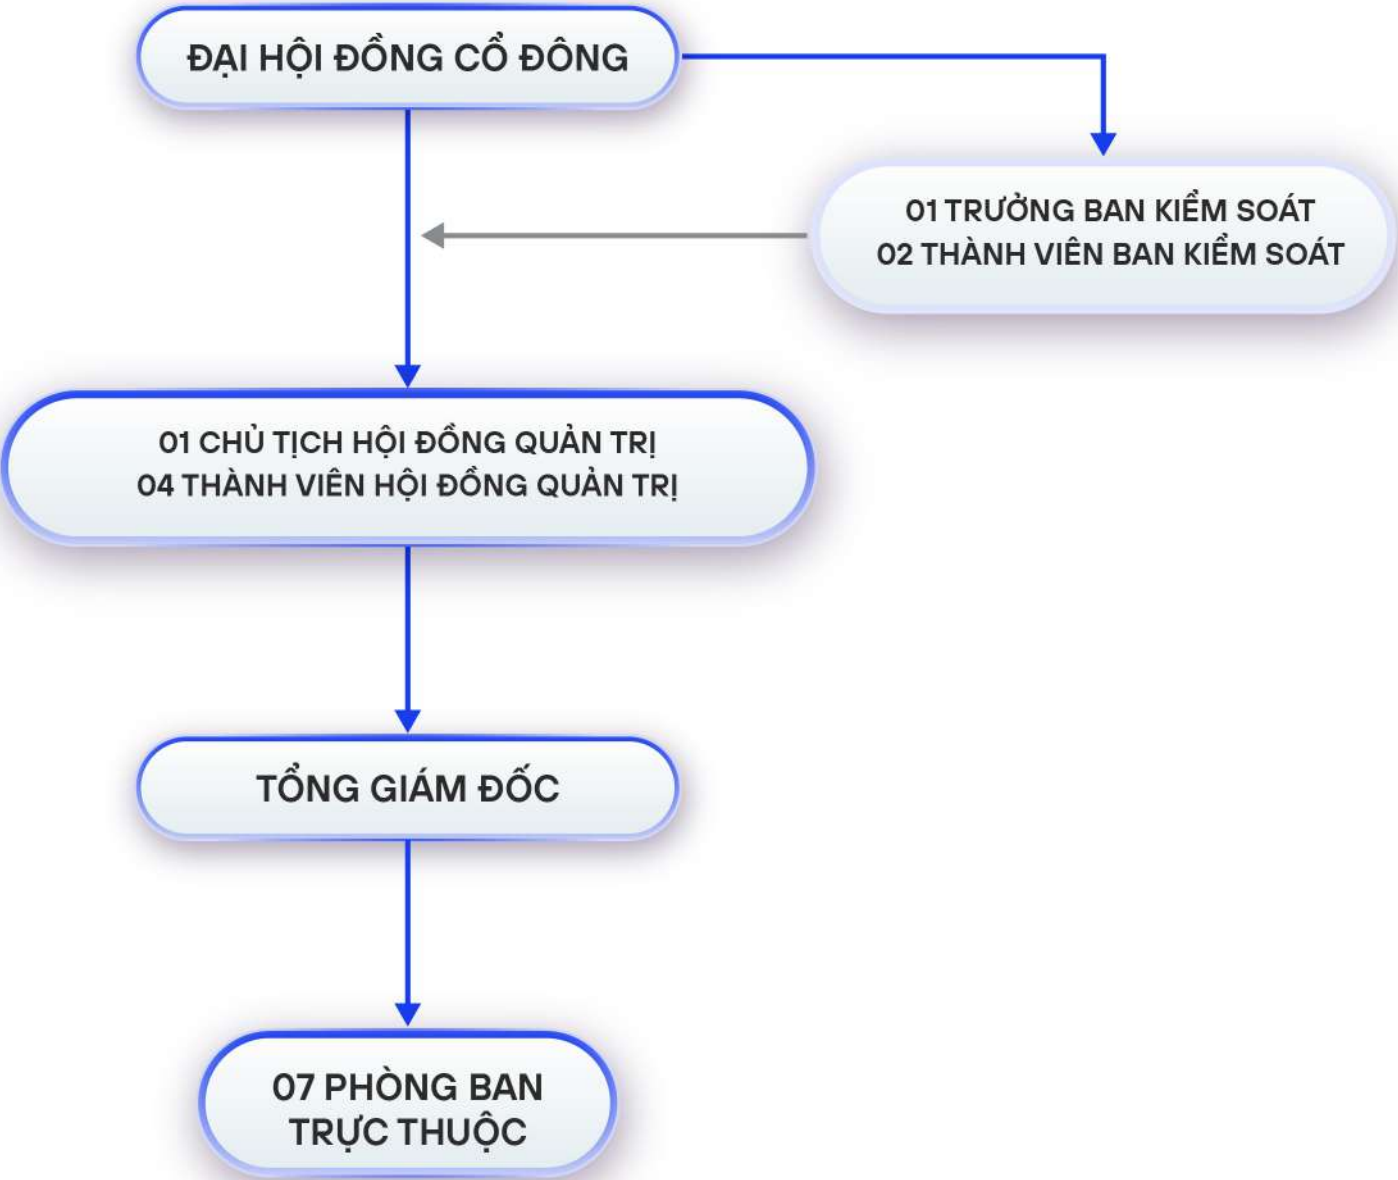 ĐẠI HỘI ĐỒNG CỔ ĐÔNG
01 TRƯỞNG BAN KIỂM SOÁT
02 THÀNH VIÊN BAN KIỂM SOÁT
01 CHỦ TỊCH HỘI ĐỒNG QUẢN TRỊ
04 THÀNH VIÊN HỘI ĐỒNG QUẢN TRỊ
TỔNG GIÁM ĐỐC
07 PHÒNG BAN
TRỰC THUỘC